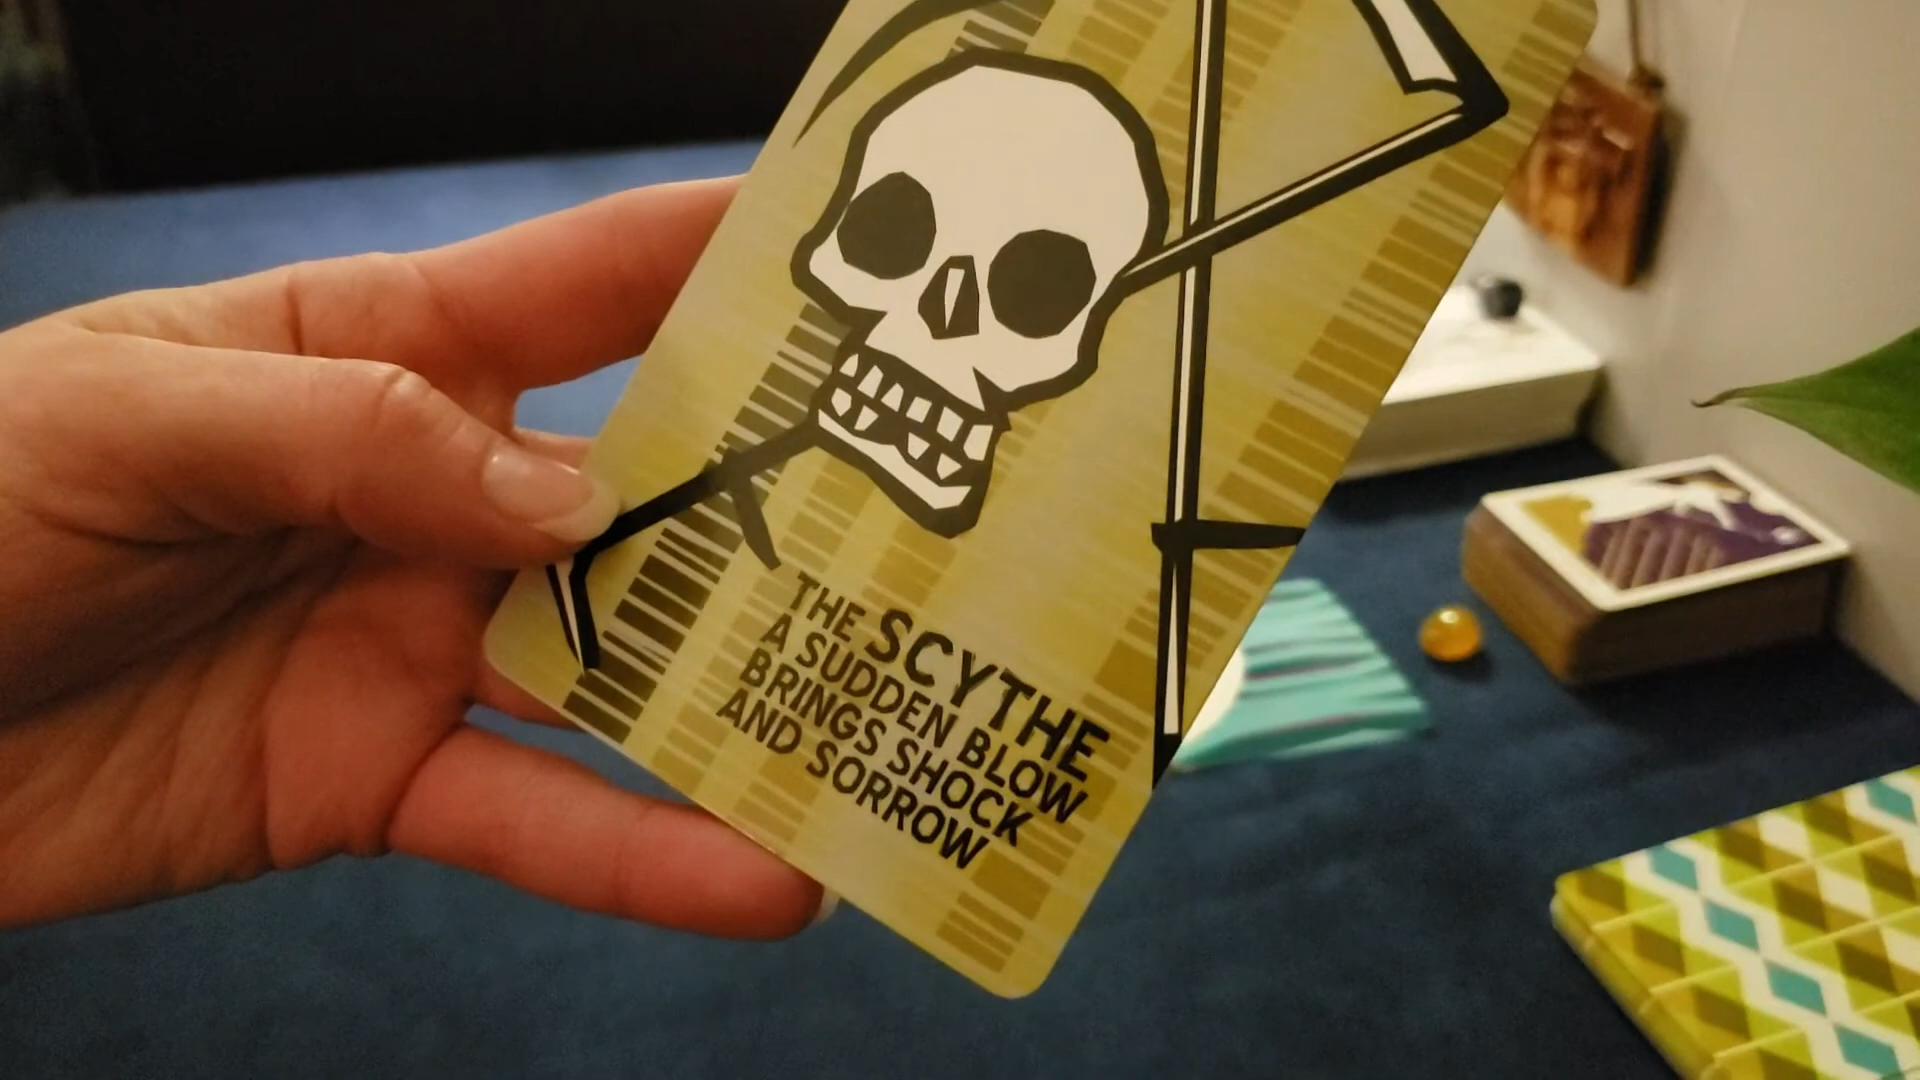 THE SCYTHE
A SUDDEN BLOW
BRINGS SHOCK
AND SORROW